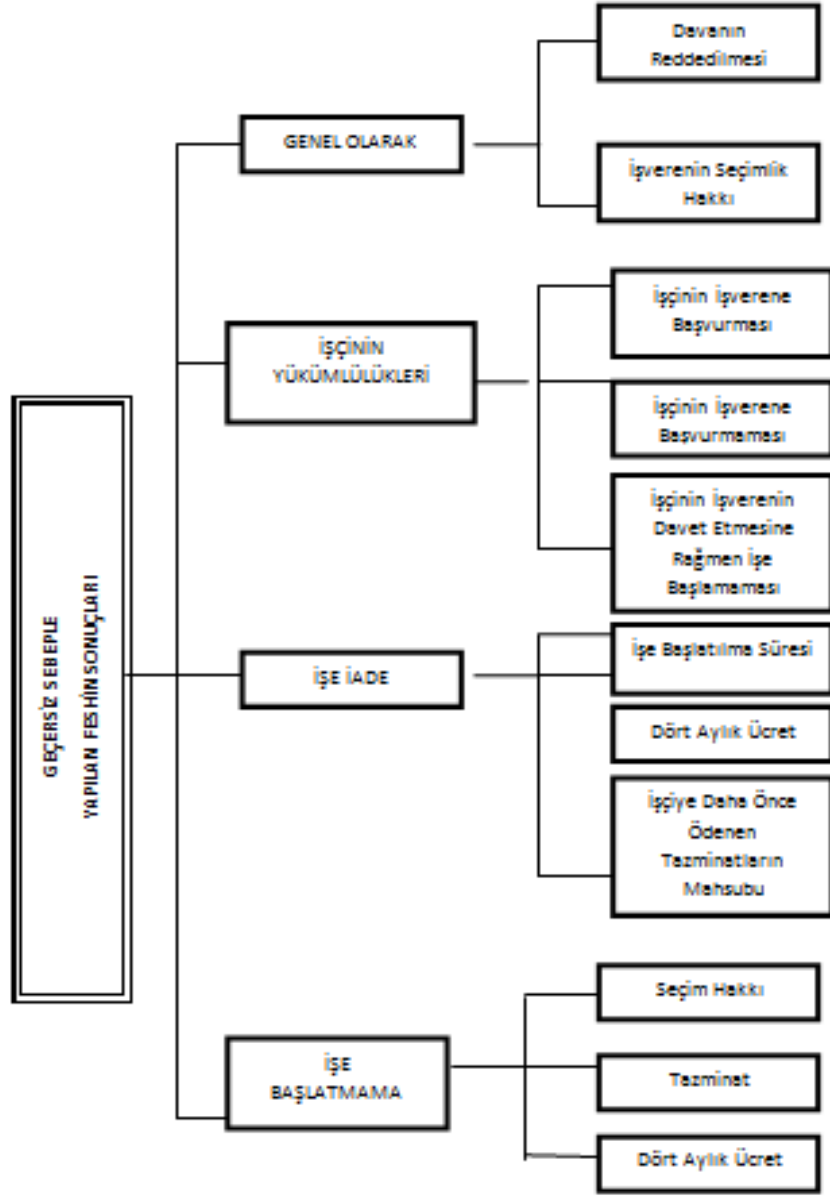 GEÇERSİZ SEBEPLE
YAPILAN FESHİN SONUÇLARI
GENEL OLARAK
Davanın
Reddedilmesi
İşverenin Seçimlik
Hakkı
İŞÇİNİN
YÜKÜMLÜLÜKLERİ
İşçinin İşverene
Başvurması
İşçinin İşverene
Başvurmaması
İşçinin İşverenin
Davet Etmesine
Rağmen İşe
Başlamaması
İŞE İADE
İşe Başlatılma Süresi
Dört Aylık Ücret
İşçiye Daha Önce
Ödenen
Tazminatların
Mahsubu
İŞE
BAŞLATMAMA
Seçim Hakkı
Tazminat
Dört Aylık Ücret